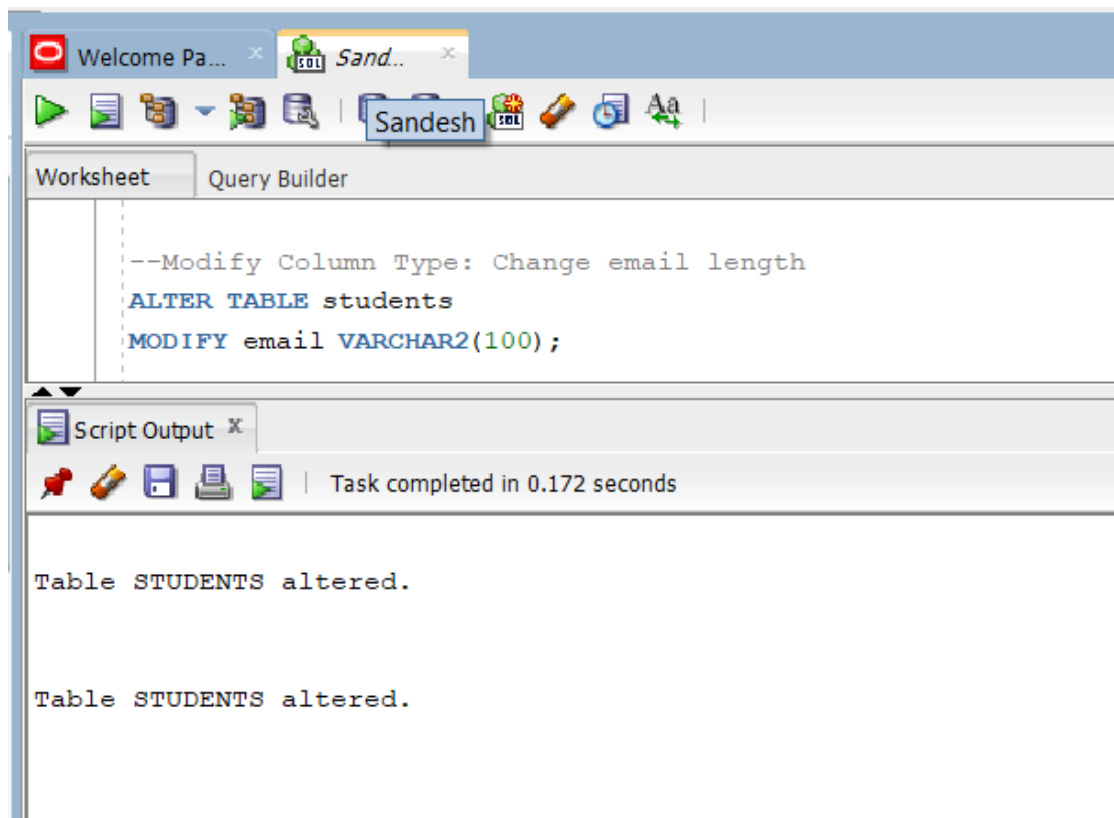 Welcome Pa...
Sand...
Sandesh
Worksheet
Query Builder
--Modify Column Type: Change email length
ALTER TABLE students
MODIFY email VARCHAR2(100);
Script Output
Task completed in 0.172 seconds
Table STUDENTS altered.
Table STUDENTS altered.